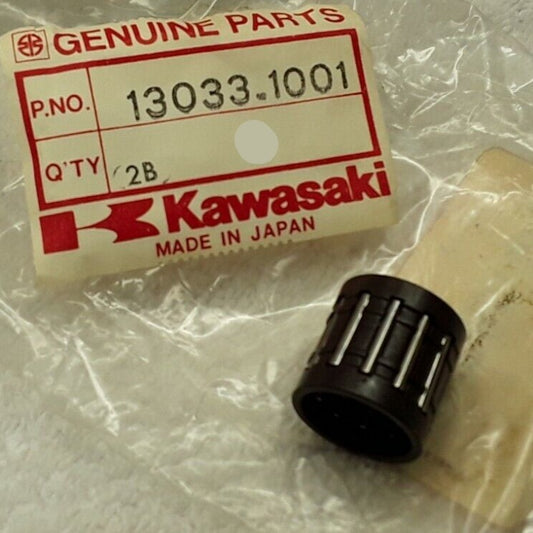 GENUINE PARTS
P.NO. 13033-1001
Q'TY 2B
Kawasaki
MADE IN JAPAN